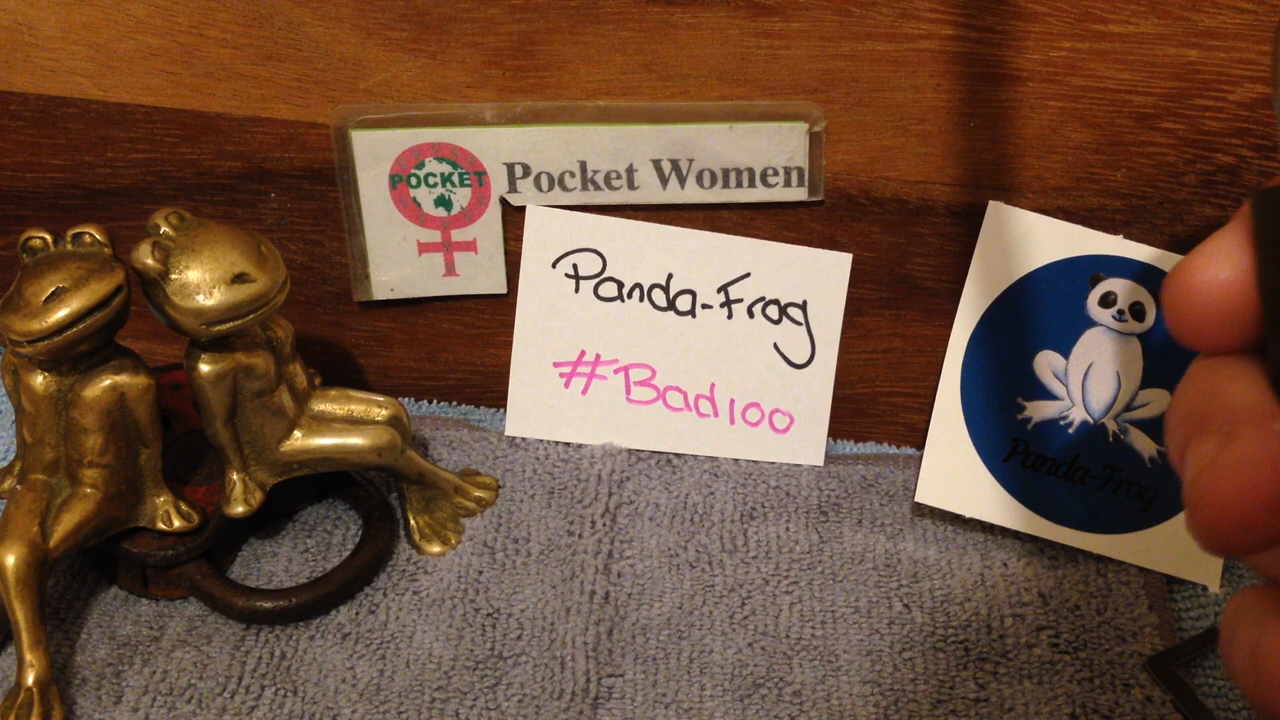 POCKET
Pocket Women
Panda-Frog
#Bad100
Panda-Frog